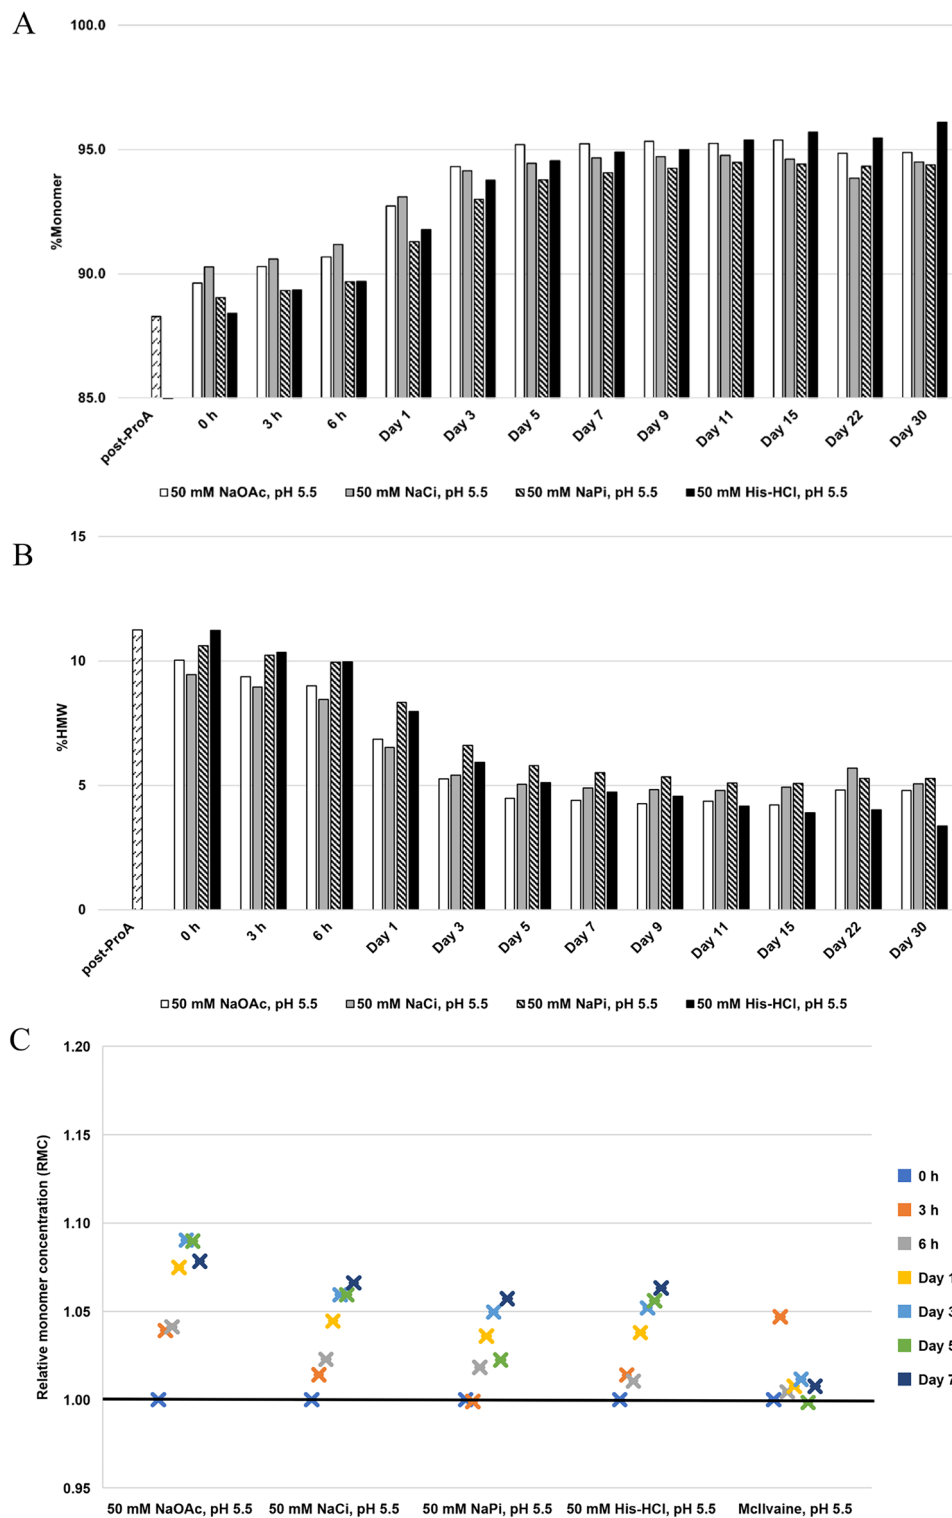 A
100.0
95.0
90.0
85.0
%Monomer
post-ProA
0 h
3 h
6 h
Day 1
Day 3
Day 5
Day 7
Day 9
Day 11
Day 15
Day 22
Day 30
50 mM NaOAc, pH 5.5 50 mM NaCi, pH 5.5 50 mM NaPi, pH 5.5 50 mM His-HCl, pH 5.5
B
15
10
5
0
%HMW
post-ProA
0 h
3 h
6 h
Day 1
Day 3
Day 5
Day 7
Day 9
Day 11
Day 15
Day 22
Day 30
50 mM NaOAc, pH 5.5 50 mM NaCi, pH 5.5 50 mM NaPi, pH 5.5 50 mM His-HCl, pH 5.5
C
1.20
1.15
1.10
1.05
1.00
0.95
Relative monomer concentration (RMC)
50 mM NaOAc, pH 5.5 50 mM NaCi, pH 5.5 50 mM NaPi, pH 5.5 50 mM His-HCl, pH 5.5 McIlvaine, pH 5.5
0 h
3 h
6 h
Day 1
Day 3
Day 5
Day 7